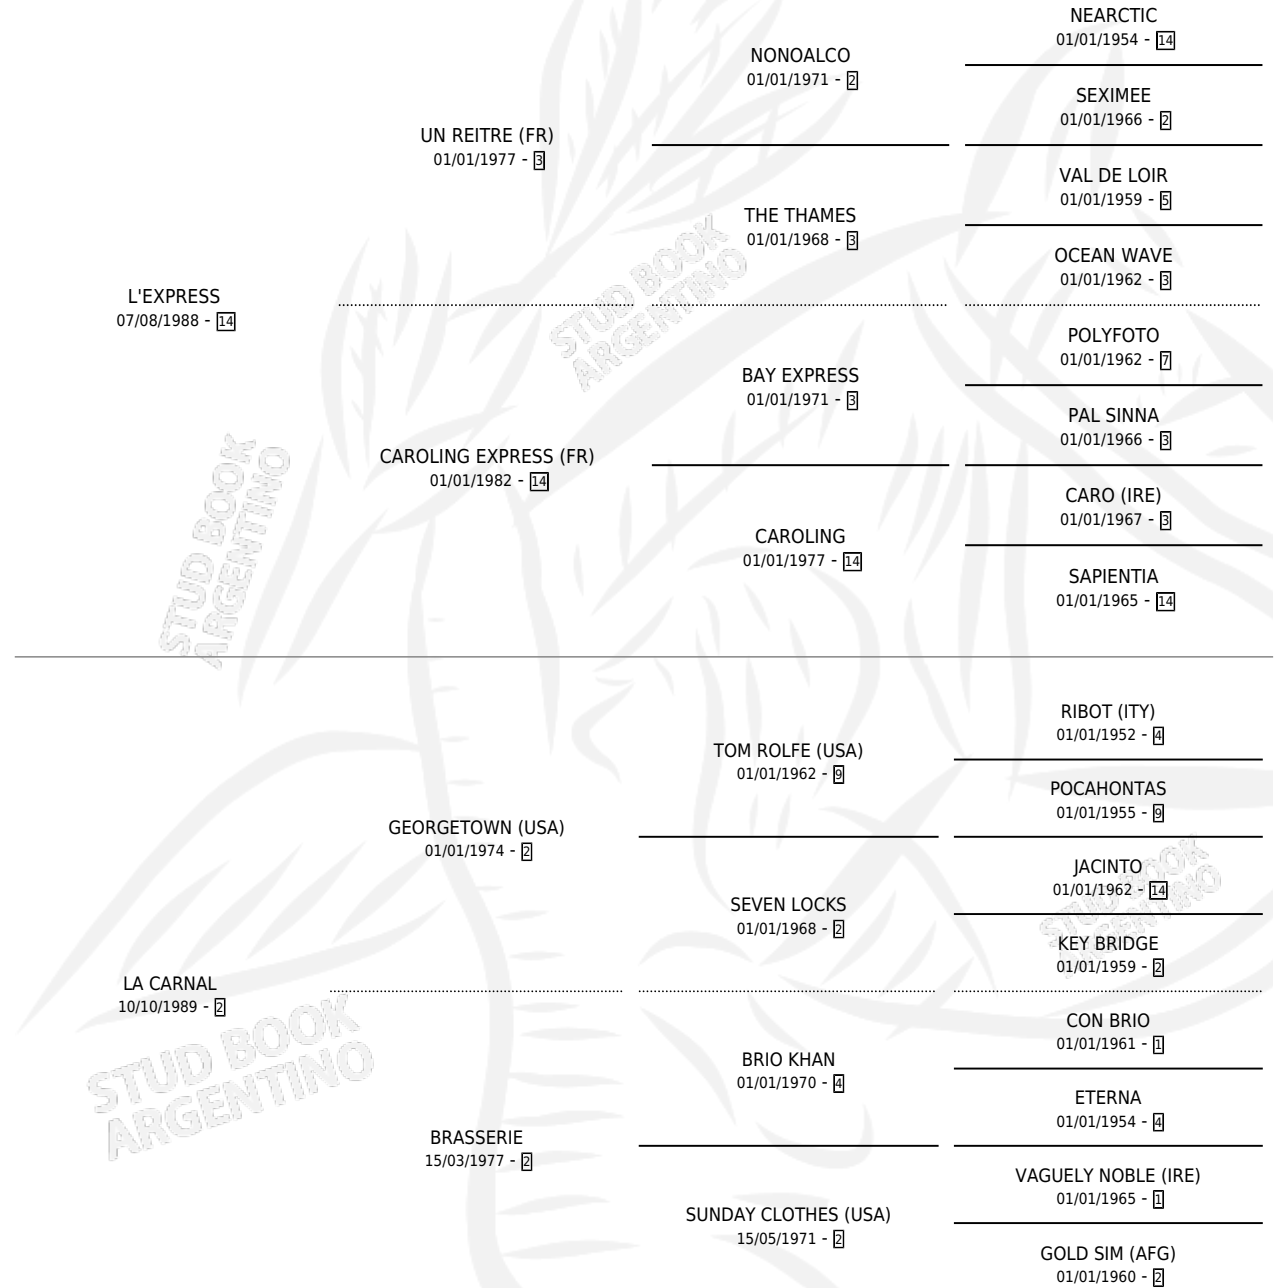 NEARCTIC
01/01/1954 - 14
NONOALCO
01/01/1971 - 2
SEXIMEE
01/01/1966 - 2
UN REITRE (FR)
01/01/1977 - 3
VAL DE LOIR
01/01/1959 - 5
THE THAMES
01/01/1968 - 3
OCEAN WAVE
01/01/1962 - 3
L'EXPRESS
07/08/1988 - 14
POLYFOTO
01/01/1962 - 7
BAY EXPRESS
01/01/1971 - 3
PAL SINNA
01/01/1966 - 3
CAROLING EXPRESS (FR)
01/01/1982 - 14
CARO (IRE)
01/01/1967 - 3
CAROLING
01/01/1977 - 14
SAPIENTIA
01/01/1965 - 14
RIBOT (ITY)
01/01/1952 - 4
TOM ROLFE (USA)
01/01/1962 - 9
POCAHONTAS
01/01/1955 - 9
GEORGETOWN (USA)
01/01/1974 - 2
JACINTO
01/01/1962 - 14
SEVEN LOCKS
01/01/1968 - 2
KEY BRIDGE
01/01/1959 - 2
LA CARNAL
10/10/1989 - 2
CON BRIO
01/01/1961 - 1
BRIO KHAN
01/01/1970 - 4
ETERNA
01/01/1954 - 4
BRASSERIE
15/03/1977 - 2
VAGUELY NOBLE (IRE)
01/01/1965 - 1
SUNDAY CLOTHES (USA)
15/05/1971 - 2
GOLD SIM (AFG)
01/01/1960 - 2
STUD BOOK
ARGENTINO
STUD BOOK
ARGENTINO
STUD BOOK
ARGENTINO
STUD BOOK
ARGENTINO